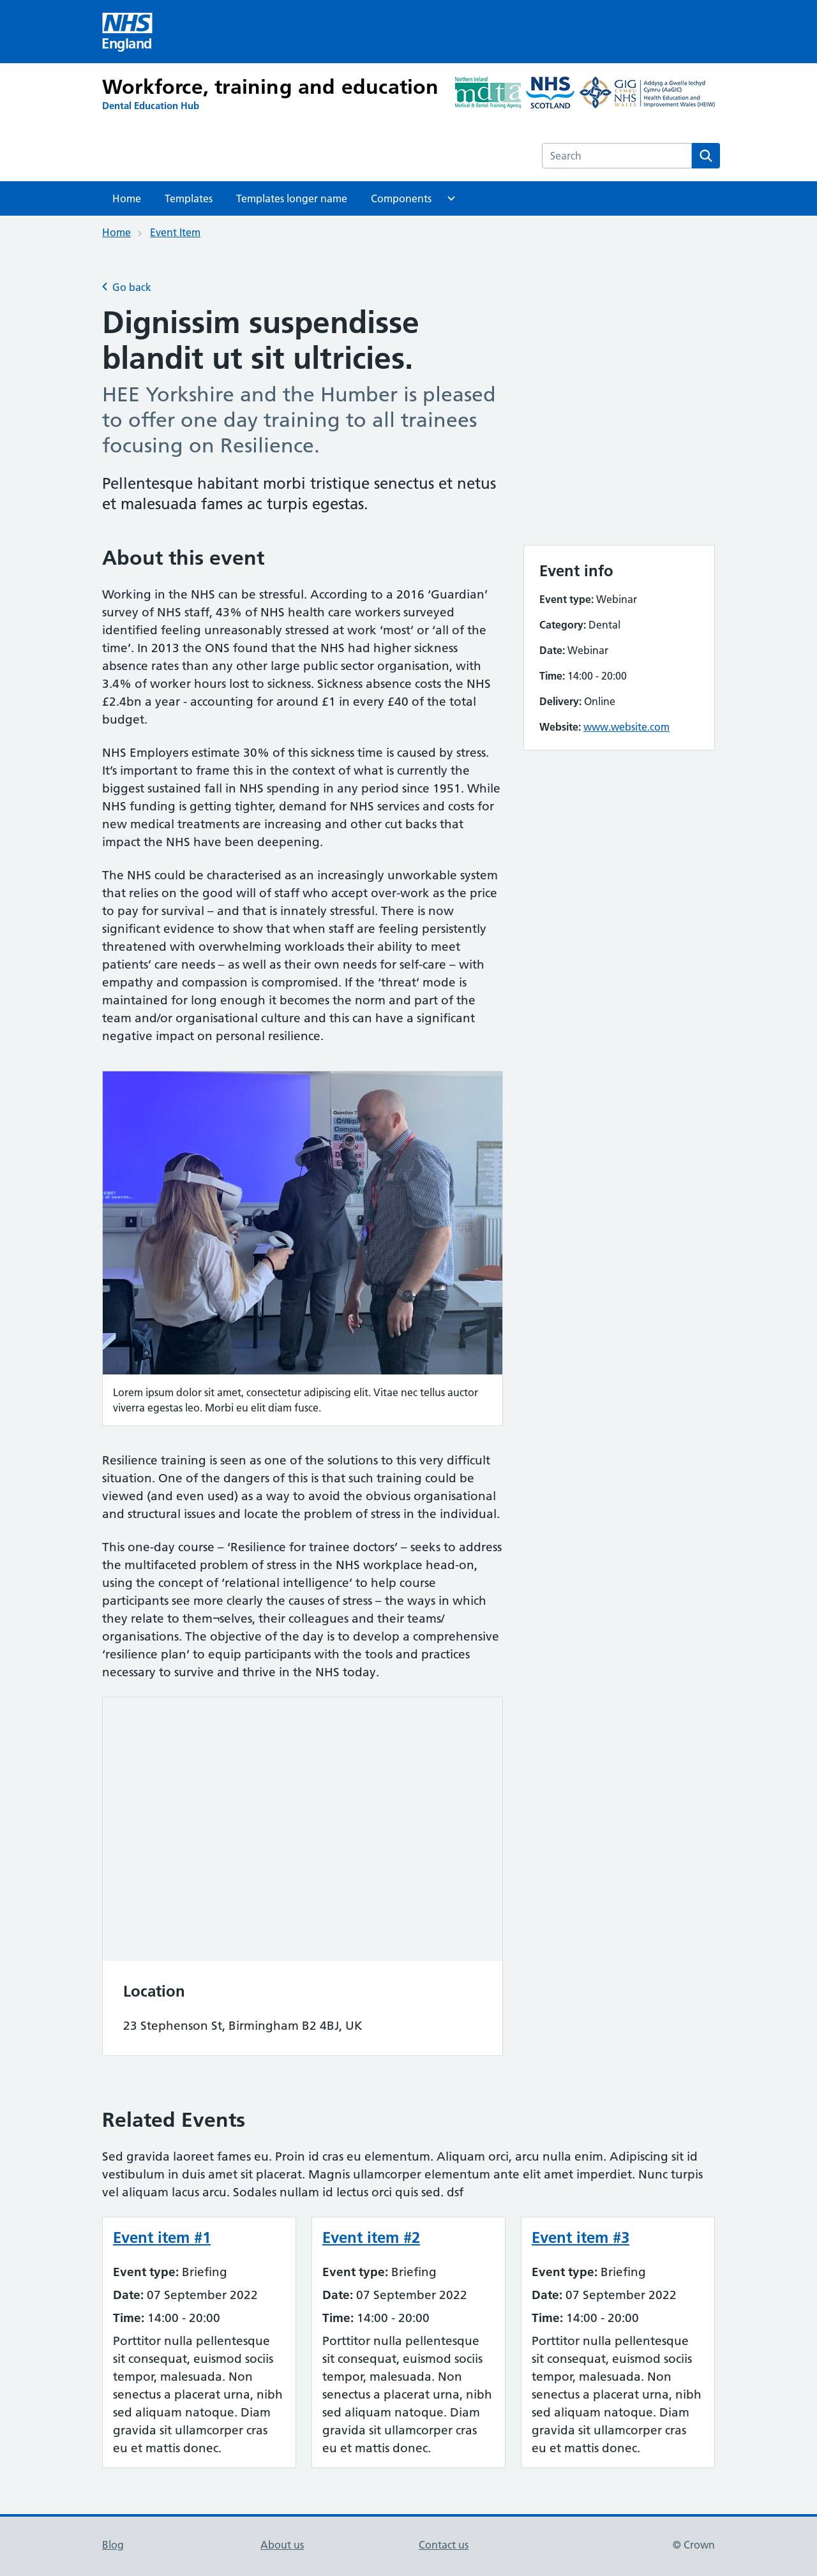 NHS
England
Workforce, training and education
Dental Education Hub
Northern Ireland
mdta
Medical & Dental Training Agency
NHS
SCOTLAND
GIG
CYMRU
NHS
WALES
Addysg a Gwella Iechyd
Cymru (AaGIC)
Health Education and
Improvement Wales (HEIW)
Search
Home
Templates
Templates longer name
Components
Home
Event Item
Go back
Dignissim suspendisse
blandit ut sit ultricies.
HEE Yorkshire and the Humber is pleased
to offer one day training to all trainees
focusing on Resilience.
Pellentesque habitant morbi tristique senectus et netus
et malesuada fames ac turpis egestas.
About this event
Working in the NHS can be stressful. According to a 2016 ‘Guardian’
survey of NHS staff, 43% of NHS health care workers surveyed
identified feeling unreasonably stressed at work ‘most’ or ‘all of the
time’. In 2013 the ONS found that the NHS had higher sickness
absence rates than any other large public sector organisation, with
3.4% of worker hours lost to sickness. Sickness absence costs the NHS
£2.4bn a year - accounting for around £1 in every £40 of the total
budget.
NHS Employers estimate 30% of this sickness time is caused by stress.
It’s important to frame this in the context of what is currently the
biggest sustained fall in NHS spending in any period since 1951. While
NHS funding is getting tighter, demand for NHS services and costs for
new medical treatments are increasing and other cut backs that
impact the NHS have been deepening.
The NHS could be characterised as an increasingly unworkable system
that relies on the good will of staff who accept over-work as the price
to pay for survival – and that is innately stressful. There is now
significant evidence to show that when staff are feeling persistently
threatened with overwhelming workloads their ability to meet
patients’ care needs – as well as their own needs for self-care – with
empathy and compassion is compromised. If the ‘threat’ mode is
maintained for long enough it becomes the norm and part of the
team and/or organisational culture and this can have a significant
negative impact on personal resilience.
Event info
Event type: Webinar
Category: Dental
Date: Webinar
Time: 14:00 - 20:00
Delivery: Online
Website: www.website.com
Lorem ipsum dolor sit amet, consectetur adipiscing elit. Vitae nec tellus auctor
viverra egestas leo. Morbi eu elit diam fusce.
Resilience training is seen as one of the solutions to this very difficult
situation. One of the dangers of this is that such training could be
viewed (and even used) as a way to avoid the obvious organisational
and structural issues and locate the problem of stress in the individual.
This one-day course – ‘Resilience for trainee doctors’ – seeks to address
the multifaceted problem of stress in the NHS workplace head-on,
using the concept of ‘relational intelligence’ to help course
participants see more clearly the causes of stress – the ways in which
they relate to them¬selves, their colleagues and their teams/
organisations. The objective of the day is to develop a comprehensive
‘resilience plan’ to equip participants with the tools and practices
necessary to survive and thrive in the NHS today.
Location
23 Stephenson St, Birmingham B2 4BJ, UK
Related Events
Sed gravida laoreet fames eu. Proin id cras eu elementum. Aliquam orci, arcu nulla enim. Adipiscing sit id
vestibulum in duis amet sit placerat. Magnis ullamcorper elementum ante elit amet imperdiet. Nunc turpis
vel aliquam lacus arcu. Sodales nullam id lectus orci quis sed. dsf
Event item #1
Event type: Briefing
Date: 07 September 2022
Time: 14:00 - 20:00
Porttitor nulla pellentesque
sit consequat, euismod sociis
tempor, malesuada. Non
senectus a placerat urna, nibh
sed aliquam natoque. Diam
gravida sit ullamcorper cras
eu et mattis donec.
Event item #2
Event type: Briefing
Date: 07 September 2022
Time: 14:00 - 20:00
Porttitor nulla pellentesque
sit consequat, euismod sociis
tempor, malesuada. Non
senectus a placerat urna, nibh
sed aliquam natoque. Diam
gravida sit ullamcorper cras
eu et mattis donec.
Event item #3
Event type: Briefing
Date: 07 September 2022
Time: 14:00 - 20:00
Porttitor nulla pellentesque
sit consequat, euismod sociis
tempor, malesuada. Non
senectus a placerat urna, nibh
sed aliquam natoque. Diam
gravida sit ullamcorper cras
eu et mattis donec.
Blog
About us
Contact us
© Crown